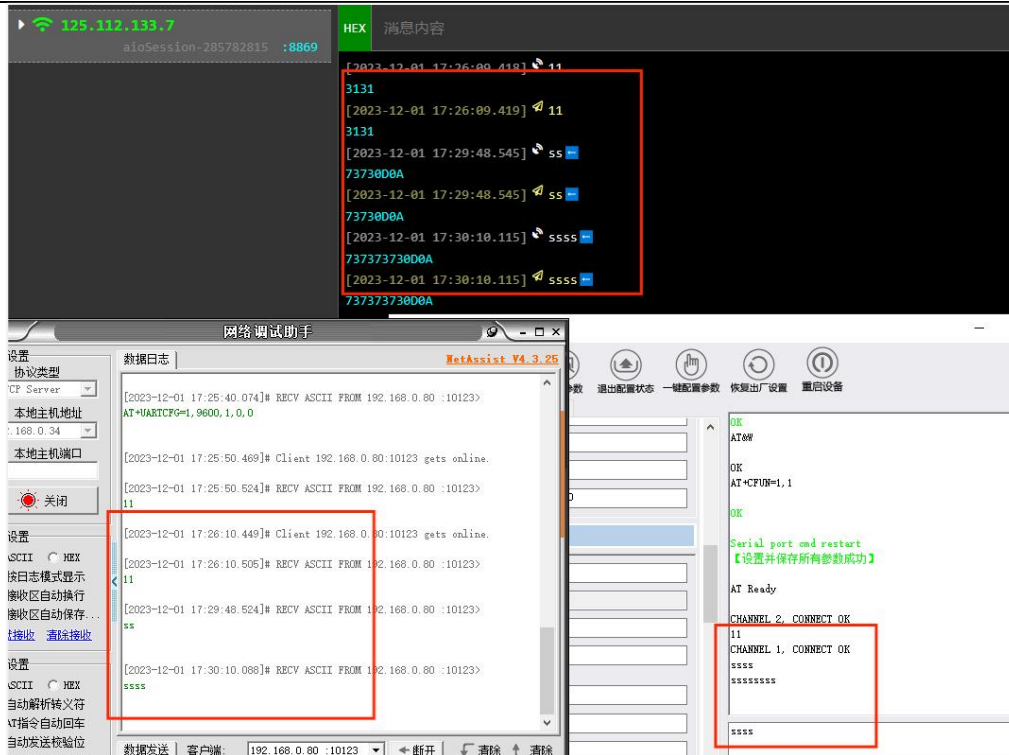 125.112.133.7
aioSession-285782815 :8869
HEX 消息内容
[2023-12-01 17:26:09.418] 11
3131
[2023-12-01 17:26:09.419] 11
3131
[2023-12-01 17:29:48.545] ss
73730D0A
[2023-12-01 17:29:48.545] ss
73730D0A
[2023-12-01 17:30:10.115] ssss
737373730D0A
[2023-12-01 17:30:10.115] ssss
737373730D0A
网络调试助手
设置
协议类型
CP Server
本地主机地址
.168.0.34
本地主机端口
关闭
设置
SCII HEX
按日志模式显示
接收区自动换行
接收区自动保存...
接收 清除接收
设置
SCII HEX
自动解析转义符
AT指令自动回车
自动发送校验位
数据日志
NetAssist V4.3.25
[2023-12-01 17:25:40.074]# RECV ASCII FROM 192.168.0.80 :10123>
AT+UARTCFG=1,9600,1,0,0
[2023-12-01 17:25:50.469]# Client 192.168.0.80:10123 gets online.
[2023-12-01 17:25:50.524]# RECV ASCII FROM 192.168.0.80 :10123>
11
[2023-12-01 17:26:10.449]# Client 192.168.0.80:10123 gets online.
[2023-12-01 17:26:10.505]# RECV ASCII FROM 192.168.0.80 :10123>
11
[2023-12-01 17:29:48.524]# RECV ASCII FROM 192.168.0.80 :10123>
ss
[2023-12-01 17:30:10.088]# RECV ASCII FROM 192.168.0.80 :10123>
ssss
数据发送 客户端: 192.168.0.80 :10123 断开 清除 清除
数 退出配置状态 一键配置参数 恢复出厂设置 重启设备
OK
AT&W
OK
AT+CFUN=1,1
OK
Serial port cmd restart
【设置并保存所有参数成功】
AT Ready
CHANNEL 2, CONNECT OK
11
CHANNEL 1, CONNECT OK
ssss
ssssssss
ssss